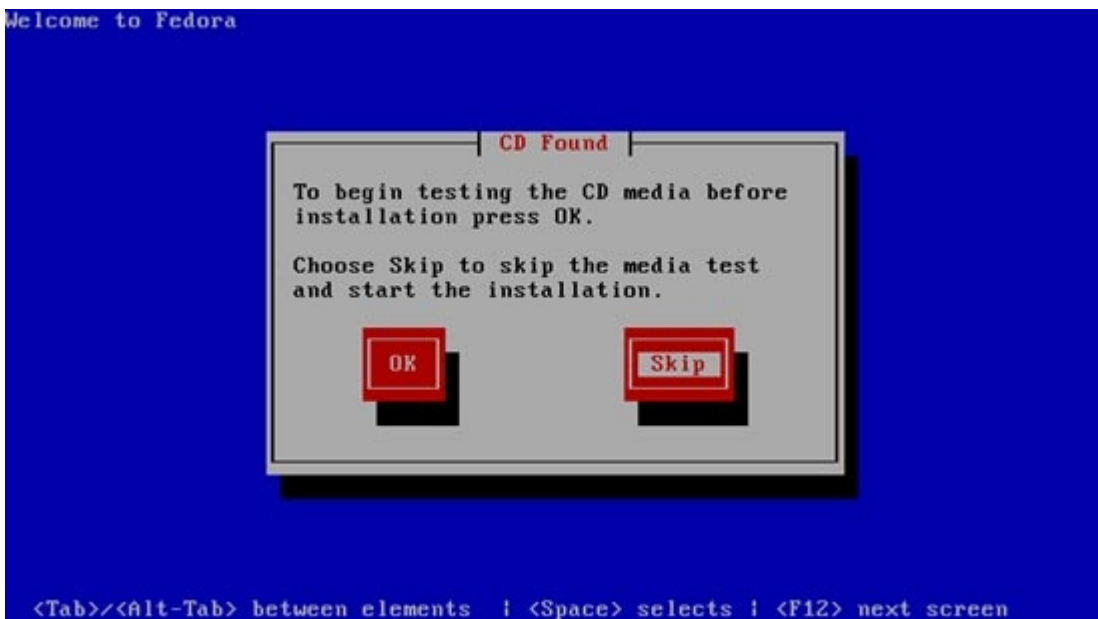 Welcome to Fedora
CD Found
To begin testing the CD media before
installation press OK.
Choose Skip to skip the media test
and start the installation.
OK Skip
<Tab>/<Alt-Tab> between elements | <Space> selects | <F12> next screen